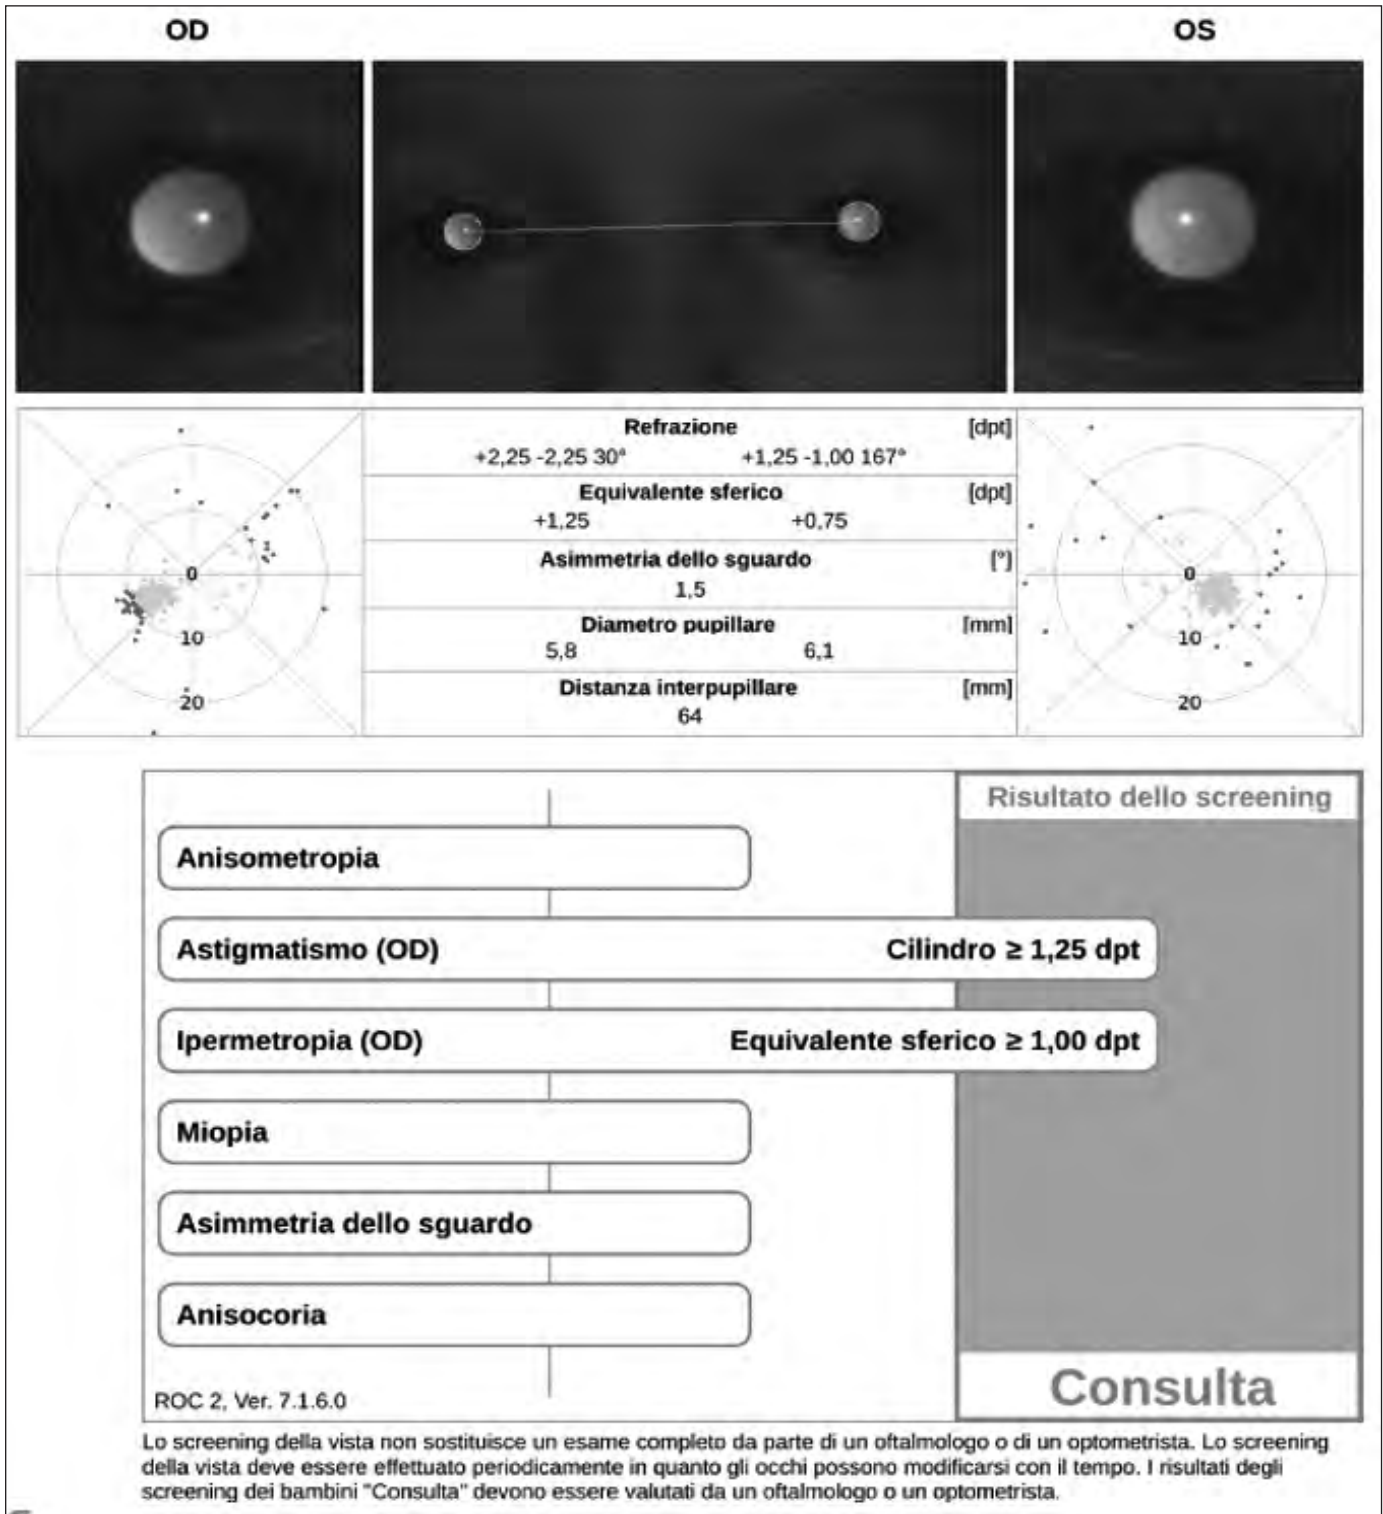 OD
OS
Refrazione [dpt]
+2,25 -2,25 30° +1,25 -1,00 167°
Equivalente sferico [dpt]
+1,25 +0,75
Asimmetria dello sguardo [°]
1,5
Diametro pupillare [mm]
5,8 6,1
Distanza interpupillare [mm]
64
0
10
20
0
10
20
Risultato dello screening
Anisometropia
Astigmatismo (OD) Cilindro ≥ 1,25 dpt
Ipermetropia (OD) Equivalente sferico ≥ 1,00 dpt
Miopia
Asimmetria dello sguardo
Anisocoria
Consulta
ROC 2, Ver. 7.1.6.0
Lo screening della vista non sostituisce un esame completo da parte di un oftalmologo o di un optometrista. Lo screening
della vista deve essere effettuato periodicamente in quanto gli occhi possono modificarsi con il tempo. I risultati degli
screening dei bambini "Consulta" devono essere valutati da un oftalmologo o un optometrista.